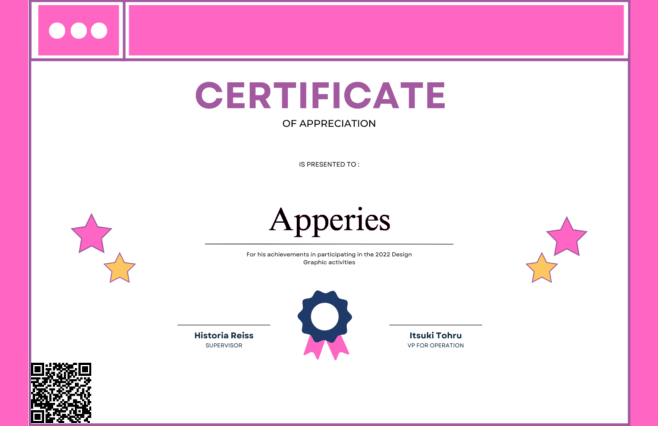 CERTIFICATE
OF APPRECIATION
IS PRESENTED TO :
Apperies
For his achievements in participating in the 2022 Design
Graphic activities
Historia Reiss
SUPERVISOR
Itsuki Tohru
VP FOR OPERATION